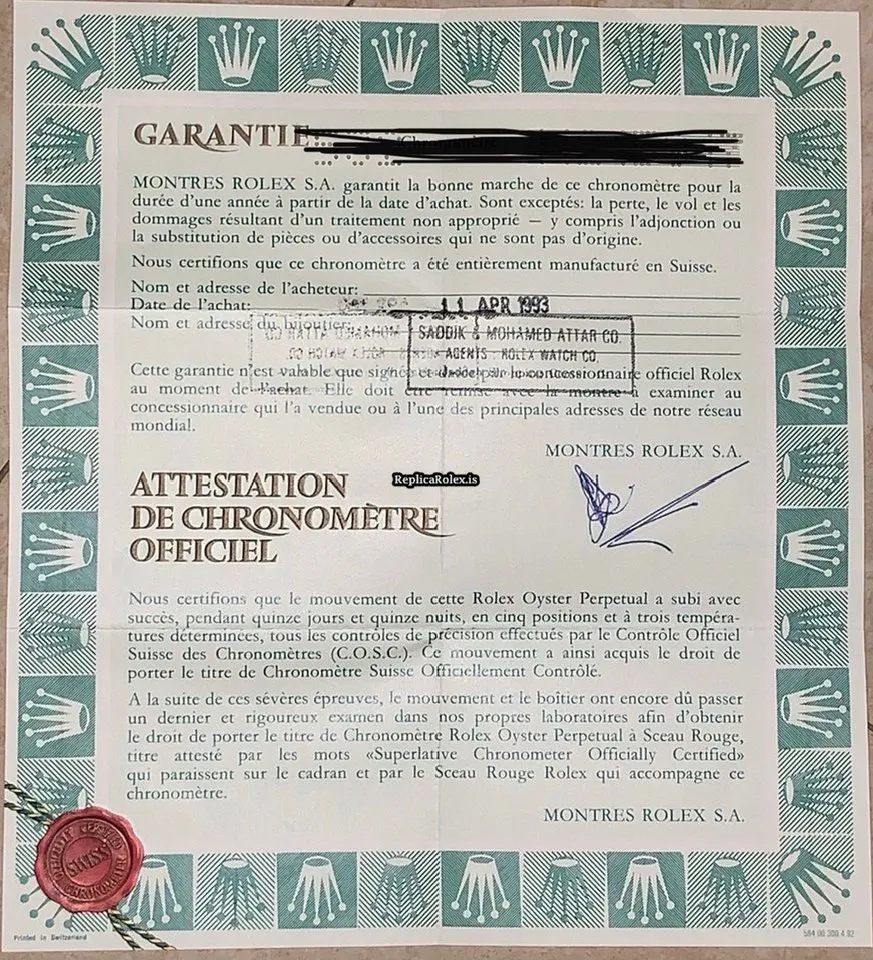 GARANTIE
MONTRES ROLEX S.A. garantit la bonne marche de ce chronomètre pour la
durée d'une année à partir de la date d'achat. Sont exceptés: la perte, le vol et les
dommages résultant d'un traitement non approprié — y compris l'adjonction ou
la substitution de pièces ou d'accessoires qui ne sont pas d'origine.
Nous certifions que ce chronomètre a été entièrement manufacturé en Suisse.
Nom et adresse de l'acheteur:
Date de l'achat: 11 APR 1993
Nom et adresse du bijoutier:
SADDIK & MOHAMED ATTAR CO.
AGENTS : ROLEX WATCH CO,
Cette garantie n'est valable que signée et par le concessionnaire officiel Rolex
au moment de l'achat. Elle doit être remise avec la montre à examiner au
concessionnaire qui l'a vendue ou à l'une des principales adresses de notre réseau
mondial.
MONTRES ROLEX S.A.
ReplicaRolex.is
ATTESTATION
DE CHRONOMÈTRE
OFFICIEL
Nous certifions que le mouvement de cette Rolex Oyster Perpetual a subi avec
succès, pendant quinze jours et quinze nuits, en cinq positions et à trois tempéra-
tures déterminées, tous les contrôles de précision effectués par le Contrôle Officiel
Suisse des Chronomètres (C.O.S.C.). Ce mouvement a ainsi acquis le droit de
porter le titre de Chronomètre Suisse Officiellement Contrôlé.
A la suite de ces sévères épreuves, le mouvement et le boîtier ont encore dû passer
un dernier et rigoureux examen dans nos propres laboratoires afin d'obtenir
le droit de porter le titre de Chronomètre Rolex Oyster Perpetual à Sceau Rouge,
titre attesté par les mots «Superlative Chronometer Officially Certified»
qui paraissent sur le cadran et par le Sceau Rouge Rolex qui accompagne ce
chronomètre.
MONTRES ROLEX S.A.
SWISS
CHRONOMETER
Printed in Switzerland
564.00.300.4.92